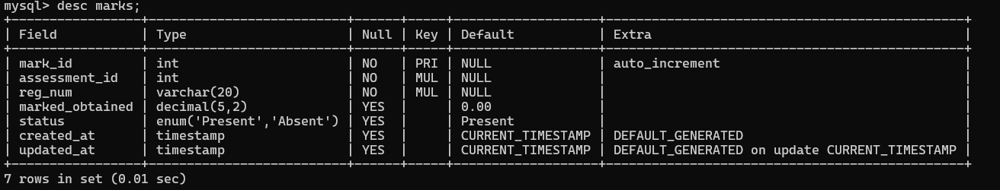 mysql> desc marks;
+----------------+--------------------------+------+-----+-------------------+-----------------------------------------------+
| Field | Type | Null | Key | Default | Extra |
+----------------+--------------------------+------+-----+-------------------+-----------------------------------------------+
| mark_id | int | NO | PRI | NULL | auto_increment |
| assessment_id | int | NO | MUL | NULL | |
| reg_num | varchar(20) | NO | MUL | NULL | |
| marked_obtained | decimal(5,2) | YES | | 0.00 | |
| status | enum('Present','Absent') | YES | | Present | |
| created_at | timestamp | YES | | CURRENT_TIMESTAMP | DEFAULT_GENERATED |
| updated_at | timestamp | YES | | CURRENT_TIMESTAMP | DEFAULT_GENERATED on update CURRENT_TIMESTAMP |
+----------------+--------------------------+------+-----+-------------------+-----------------------------------------------+
7 rows in set (0.01 sec)